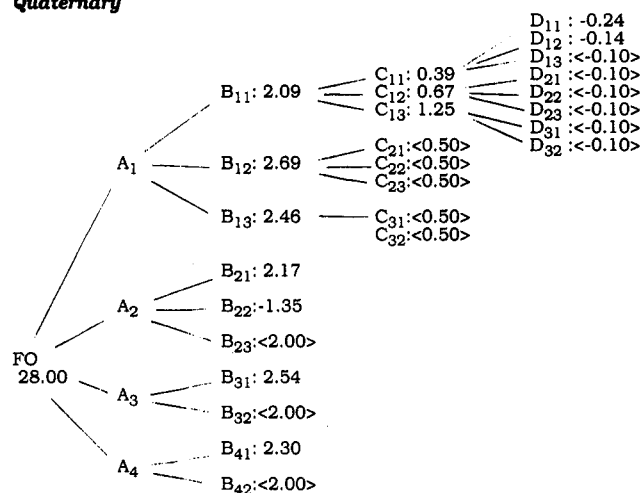 Quaternary
D₁₁ : -0.24
D₁₂ : -0.14
D₁₃ :<-0.10>
D₂₁ :<-0.10>
D₂₂ :<-0.10>
D₂₃ :<-0.10>
D₃₁ :<-0.10>
D₃₂ :<-0.10>
C₁₁: 0.39
C₁₂: 0.67
C₁₃: 1.25
B₁₁: 2.09
C₂₁: <0.50>
C₂₂: <0.50>
C₂₃: <0.50>
A₁
B₁₂: 2.69
B₁₃: 2.46
C₃₁: <0.50>
C₃₂: <0.50>
B₂₁: 2.17
A₂
B₂₂:-1.35
B₂₃:<2.00>
FO
28.00
B₃₁: 2.54
A₃
B₃₂:<2.00>
B₄₁: 2.30
A₄
B₄₂:<2.00>